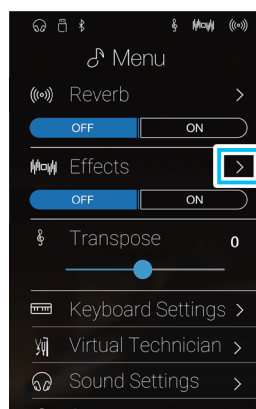 Menu
Reverb >
OFF ON
Effects >
OFF ON
Transpose 0
Keyboard Settings >
Virtual Technician >
Sound Settings >